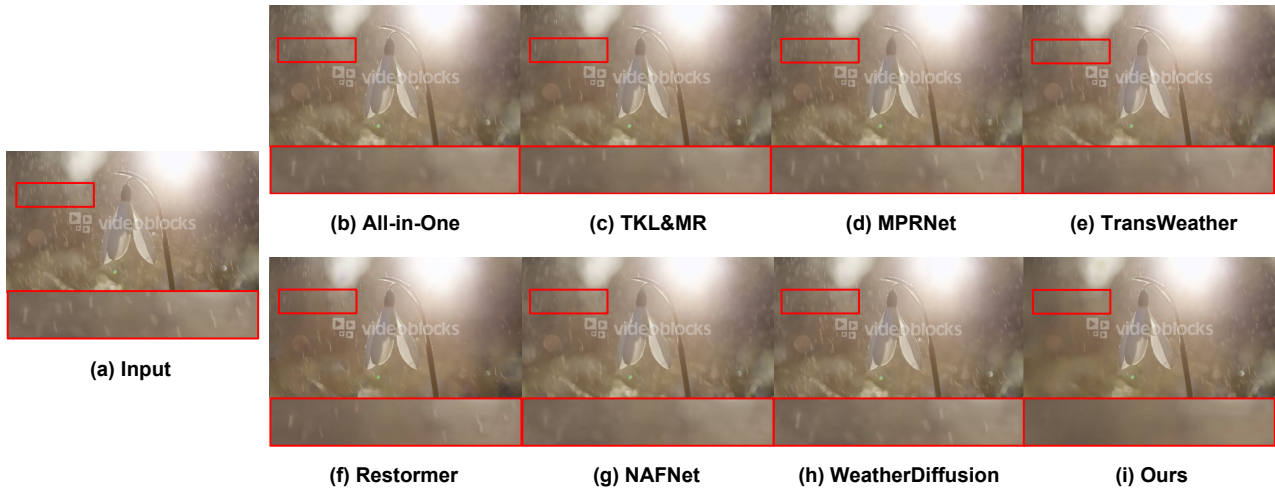 videoblocks
videoblocks
videoblocks
videoblocks
(b) All-in-One
(c) TKL&MR
(d) MPRNet
(e) TransWeather
videoblocks
(a) Input
videoblocks
videoblocks
videoblocks
videoblocks
(f) Restormer
(g) NAFNet
(h) WeatherDiffusion
(i) Ours